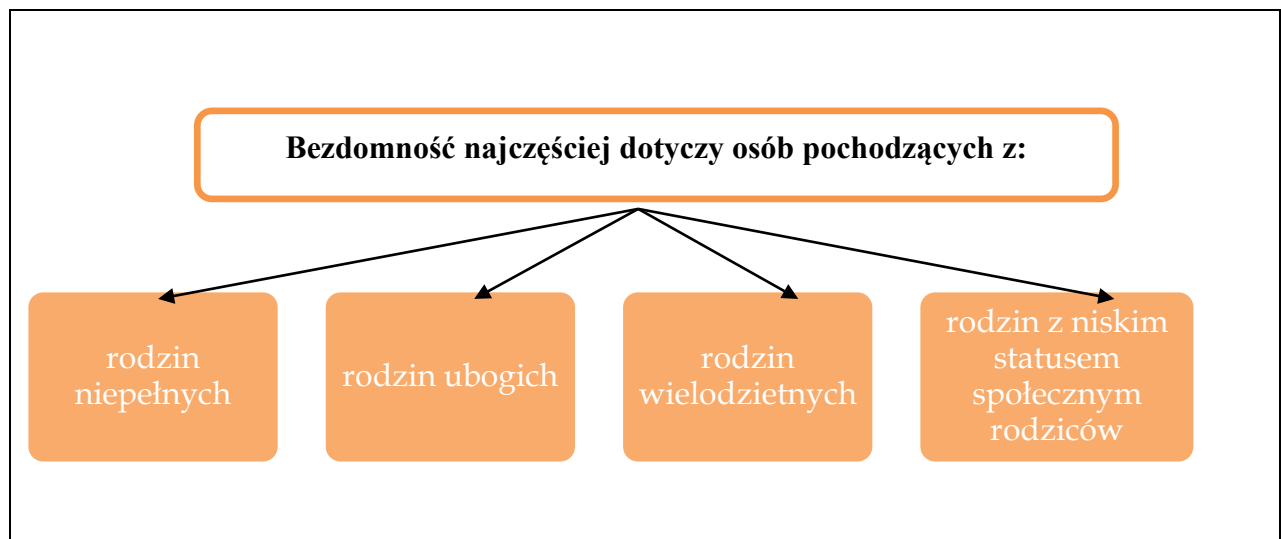 Bezdomność najczęściej dotyczy osób pochodzących z:
rodzin
niepełnych
rodzin ubogich
rodzin
wielodzietnych
rodzin z niskim
statusem
społecznym
rodziców